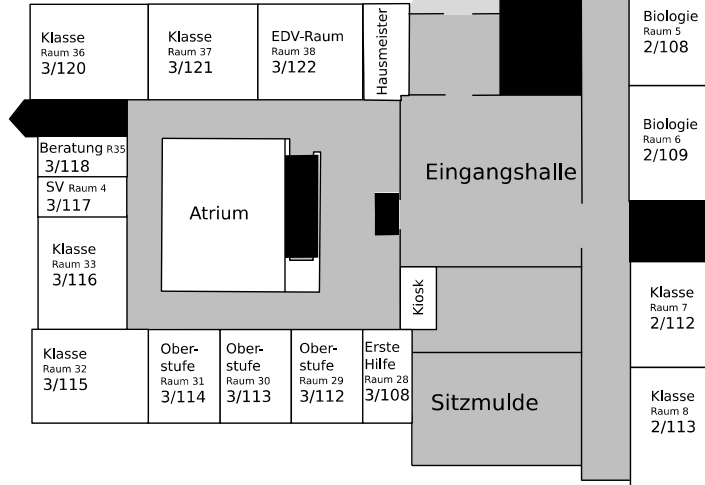 Klasse
Raum 36
3/120
Klasse
Raum 37
3/121
EDV-Raum
Raum 38
3/122
Hausmeister
Biologie
Raum 5
2/108
Biologie
Raum 6
2/109
Beratung R35
3/118
SV Raum 4
3/117
Atrium
Eingangshalle
Klasse
Raum 33
3/116
Kiosk
Klasse
Raum 7
2/112
Klasse
Raum 32
3/115
Ober-
stufe
Raum 31
3/114
Ober-
stufe
Raum 30
3/113
Ober-
stufe
Raum 29
3/112
Erste
Hilfe
Raum 28
3/108
Sitzmulde
Klasse
Raum 8
2/113